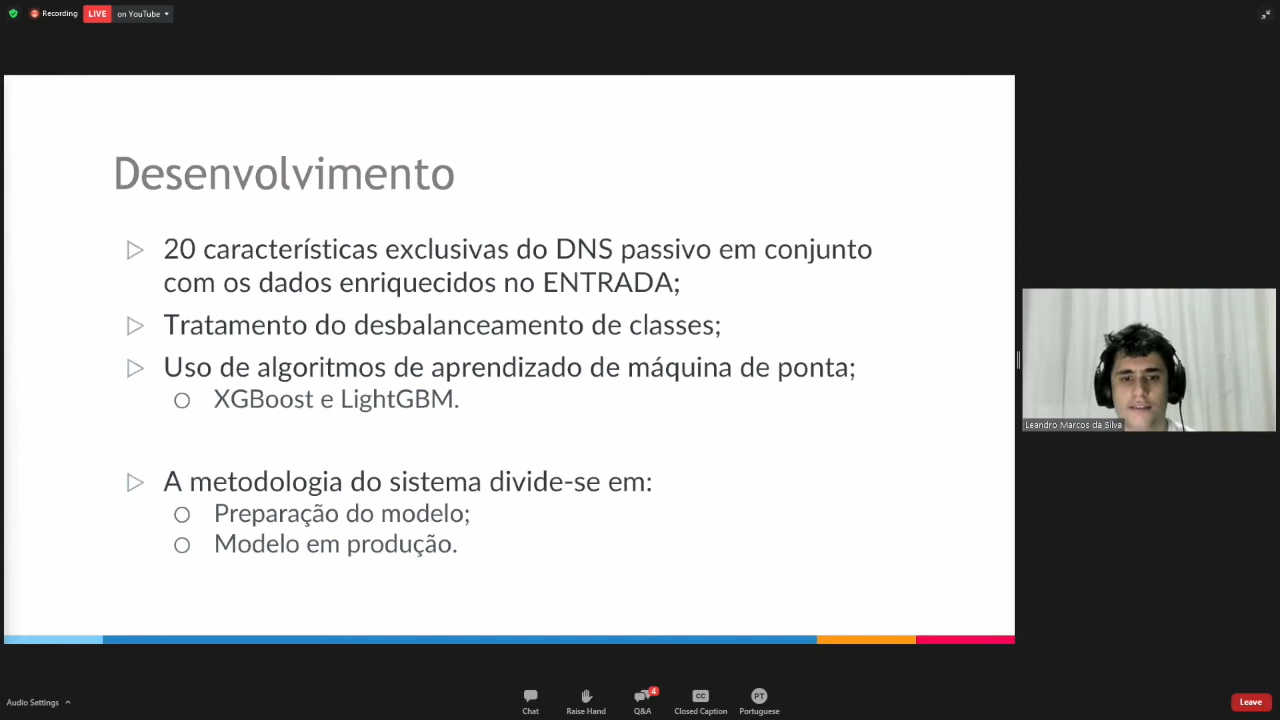 Recording
LIVE
on YouTube
Desenvolvimento
20 características exclusivas do DNS passivo em conjunto
com os dados enriquecidos no ENTRADA;
Tratamento do desbalanceamento de classes;
Uso de algoritmos de aprendizado de máquina de ponta;
XGBoost e LightGBM.
A metodologia do sistema divide-se em:
Preparação do modelo;
Modelo em produção.
Leandro Marcos da Silva
Audio Settings
Chat
Raise Hand
4
Q&A
CC
Closed Caption
PT
Portuguese
Leave